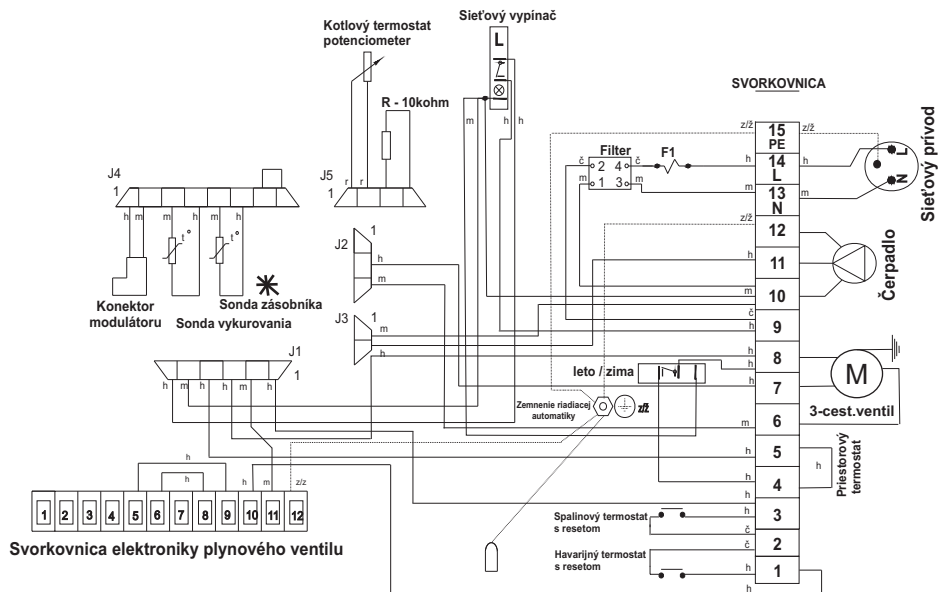 Sieťový vypínač
Kotlový termostat
potenciometer
L
SVORKOVNICA
R - 10kohm
m
h
h
z/ž
15
PE
z/ž
Filter
F1
č
2
4
č
h
14
L
h
L
m
1
3
m
m
13
N
m
N
Sieťový prívod
J4
1
J5
r
r
1
h
m
m
h
m
h
t°
t°
z/ž
12
J2
1
h
m
h
11
Čerpadlo
m
10
Konektor
modulátoru
Sonda zásobníka
Sonda vykurovania
J3
1
m
h
č
9
h
J1
1
h
m
h
h
m
h
h
8
h
leto / zima
h
7
M
3-cest.ventil
Zemnenie riadiacej
automatiky
z/ž
m
6
h
5
h
4
h
Priestorový
termostat
h
h
h
m
z/z
1
2
3
4
5
6
7
8
9
10
11
12
Svorkovnica elektroniky plynového ventilu
Spalinový termostat
s resetom
h
3
č
2
Havarijný termostat
s resetom
č
h
1
h